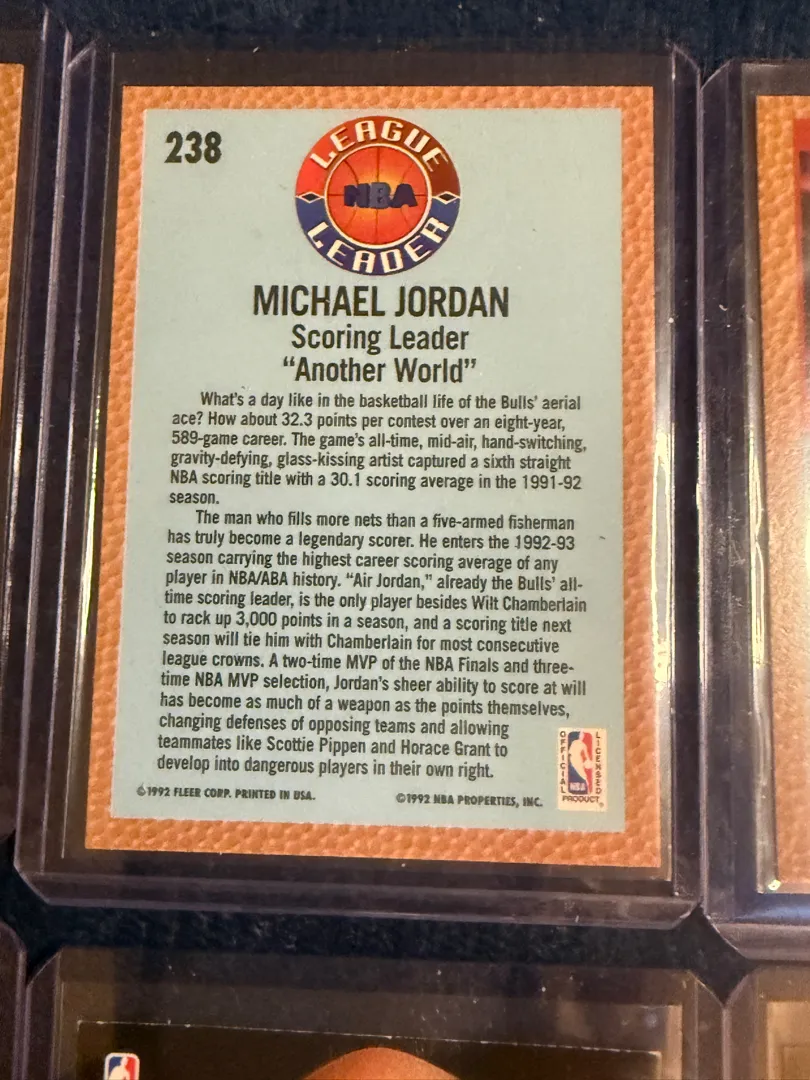 238
LEAGUE
NBA
LEADER
MICHAEL JORDAN
Scoring Leader
“Another World”
What's a day like in the basketball life of the Bulls' aerial
ace? How about 32.3 points per contest over an eight-year,
589-game career. The game's all-time, mid-air, hand-switching,
gravity-defying, glass-kissing artist captured a sixth straight
NBA scoring title with a 30.1 scoring average in the 1991-92
season.
The man who fills more nets than a five-armed fisherman
has truly become a legendary scorer. He enters the 1992-93
season carrying the highest career scoring average of any
player in NBA/ABA history. “Air Jordan,” already the Bulls' all-
time scoring leader, is the only player besides Wilt Chamberlain
to rack up 3,000 points in a season, and a scoring title next
season will tie him with Chamberlain for most consecutive
league crowns. A two-time MVP of the NBA Finals and three-
time NBA MVP selection, Jordan's sheer ability to score at will
has become as much of a weapon as the points themselves,
changing defenses of opposing teams and allowing
teammates like Scottie Pippen and Horace Grant to
develop into dangerous players in their own right.
OFFICIAL
LICENSED
NBA
PRODUCT
©1992 FLEER CORP. PRINTED IN USA.
©1992 NBA PROPERTIES, INC.